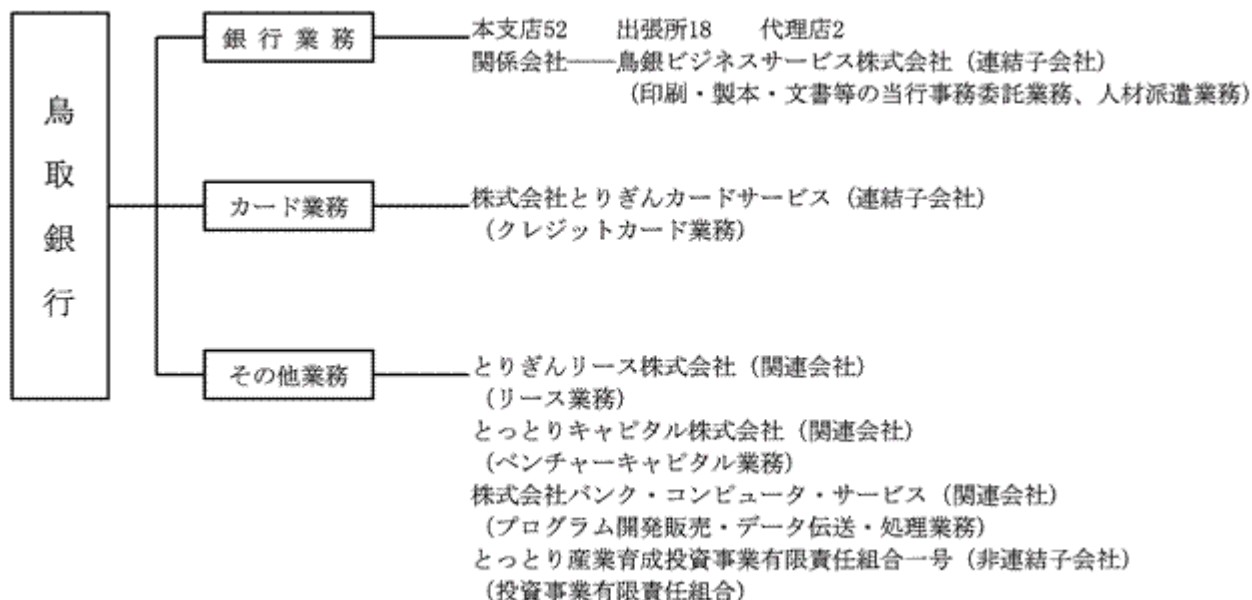 鳥取銀行
銀行業務
本支店52 出張所18 代理店2
関係会社――鳥銀ビジネスサービス株式会社（連結子会社）
（印刷・製本・文書等の当行事務委託業務、人材派遣業務）
カード業務
株式会社とりぎんカードサービス（連結子会社）
（クレジットカード業務）
その他業務
とりぎんリース株式会社（関連会社）
（リース業務）
とっとりキャピタル株式会社（関連会社）
（ベンチャーキャピタル業務）
株式会社バンク・コンピュータ・サービス（関連会社）
（プログラム開発販売・データ伝送・処理業務）
とっとり産業育成投資事業有限責任組合一号（非連結子会社）
（投資事業有限責任組合）